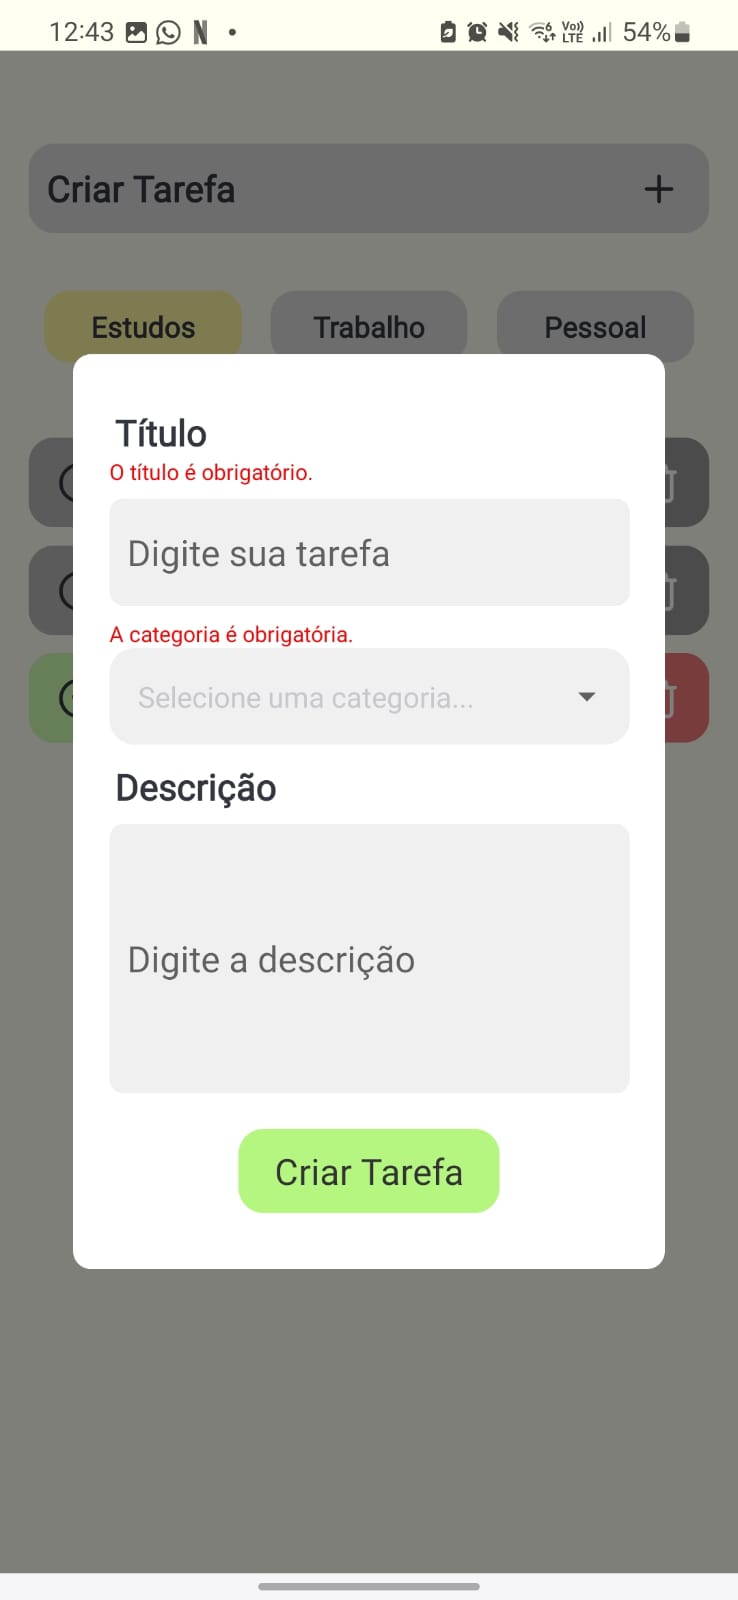 12:43 N • Vo)) LTE 6 54%
Criar Tarefa +
Estudos Trabalho Pessoal
Título
O título é obrigatório.
Digite sua tarefa
A categoria é obrigatória.
Selecione uma categoria...
Descrição
Digite a descrição
Criar Tarefa